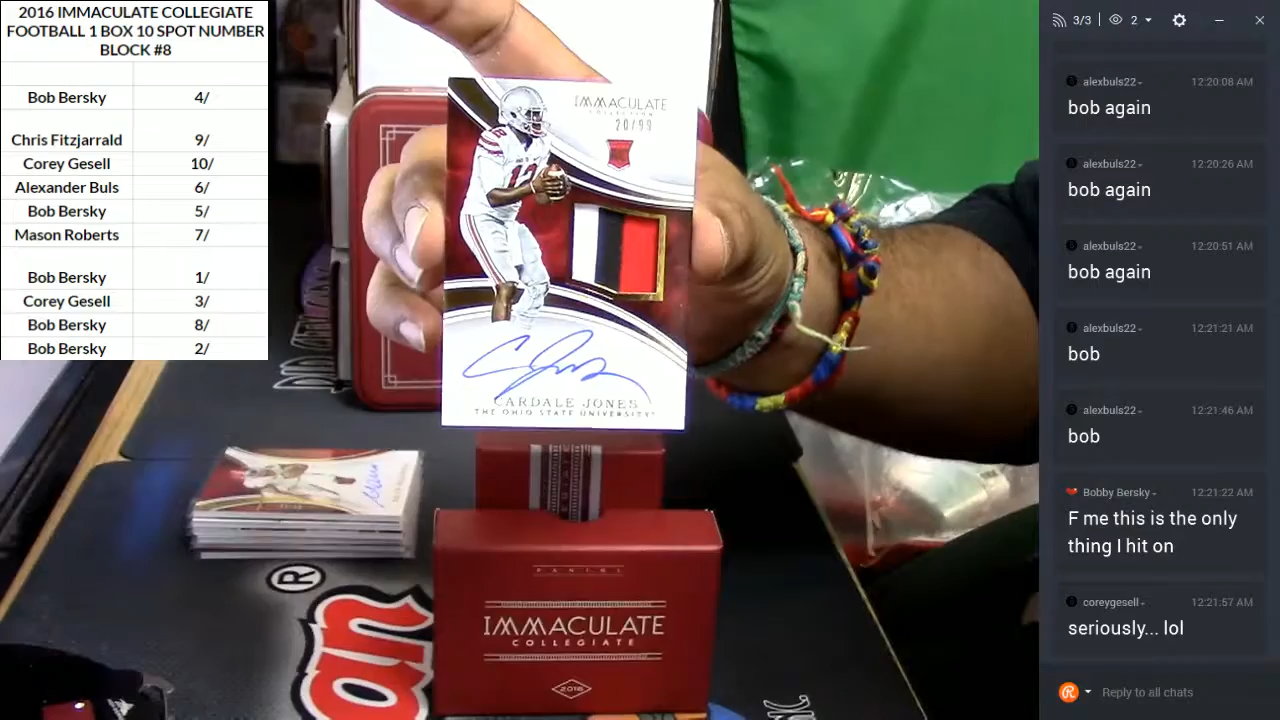 2016 IMMACULATE COLLEGIATE
FOOTBALL 1 BOX 10 SPOT NUMBER
BLOCK #8
Bob Bersky 4/
Chris Fitzjarrald 9/
Corey Gesell 10/
Alexander Buls 6/
Bob Bersky 5/
Mason Roberts 7/
Bob Bersky 1/
Corey Gesell 3/
Bob Bersky 8/
Bob Bersky 2/
IMMACULATE
COLLECTION
20/99
12
CARDALE JONES
THE OHIO STATE UNIVERSITY
PANINI
IMMACULATE
COLLEGIATE
2016
an
®
3/3 2
alexbuls22 12:20:08 AM
bob again
alexbuls22 12:20:26 AM
bob again
alexbuls22 12:20:51 AM
bob again
alexbuls22 12:21:21 AM
bob
alexbuls22 12:21:46 AM
bob
Bobby Bersky 12:21:22 AM
F me this is the only
thing I hit on
coreygesell 12:21:57 AM
seriously... lol
Reply to all chats